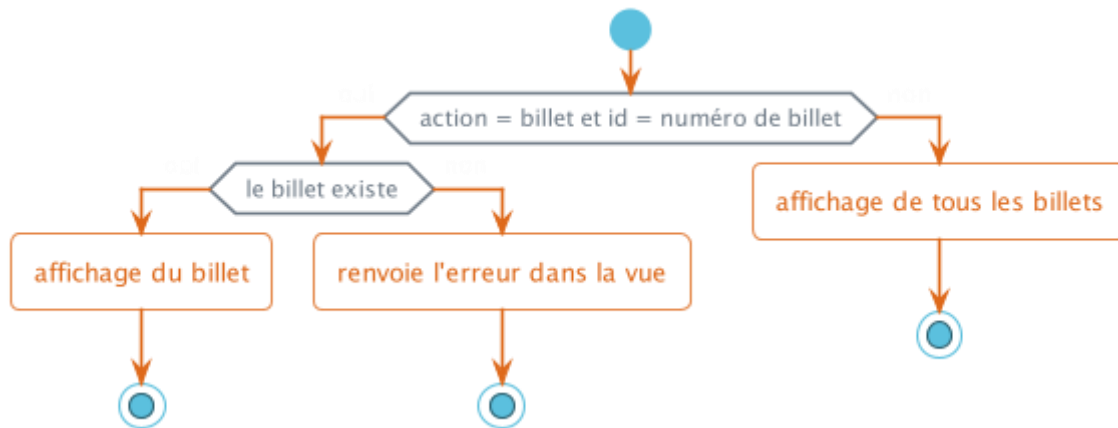 action = billet et id = numéro de billet
le billet existe
affichage de tous les billets
affichage du billet
renvoie l'erreur dans la vue